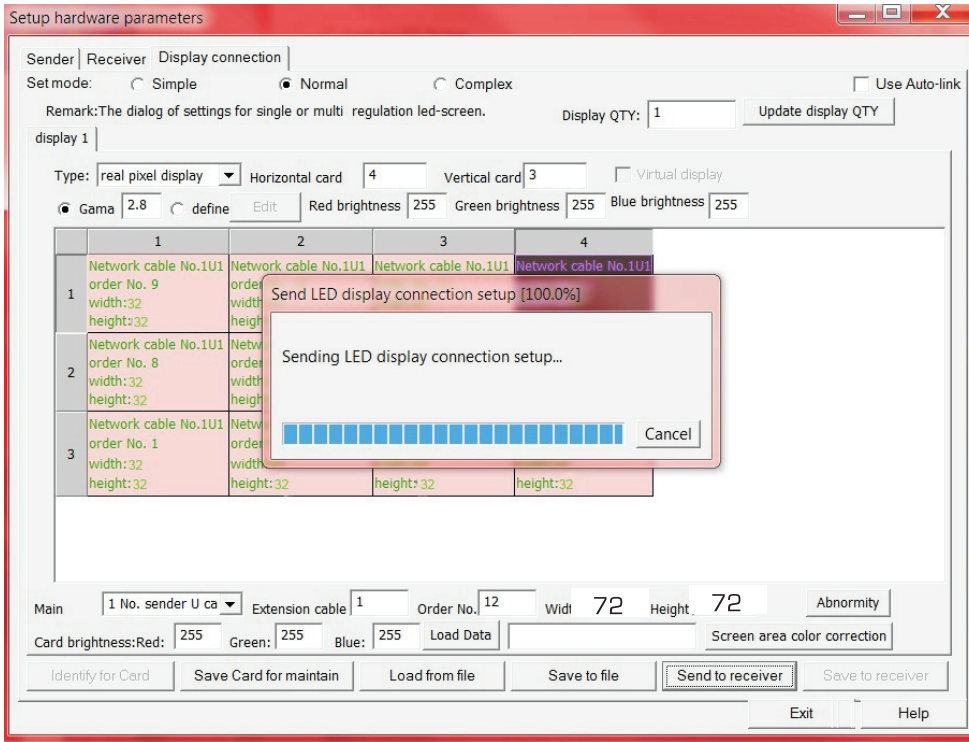 Setup hardware parameters
X
Sender Receiver Display connection
Set mode: Simple Normal Complex Use Auto-link
Remark:The dialog of settings for single or multi regulation led-screen. Display QTY: 1 Update display QTY
display 1
Type: real pixel display Horizontal card 4 Vertical card 3 Virtual display
Gama 2.8 define Edit Red brightness 255 Green brightness 255 Blue brightness 255
1 2 3 4
Network cable No.1U1 Network cable No.1U1 Network cable No.1U1 Network cable No.1U1
1 order No. 9
width:32
height:32
Send LED display connection setup [100.0%]
Network cable No.1U1
2 order No. 8
width:32
height:32
Sending LED display connection setup...
Cancel
Network cable No.1U1
3 order No. 1
width:32
height:32 height:32 height:32 height:32
Main 1 No. sender U ca Extension cable 1 Order No. 12 72 Height 72 Abnormity
Card brightness:Red: 255 Green: 255 Blue: 255 Load Data Screen area color correction
Identify for Card Save Card for maintain Load from file Save to file Send to receiver Save to receiver
Exit Help